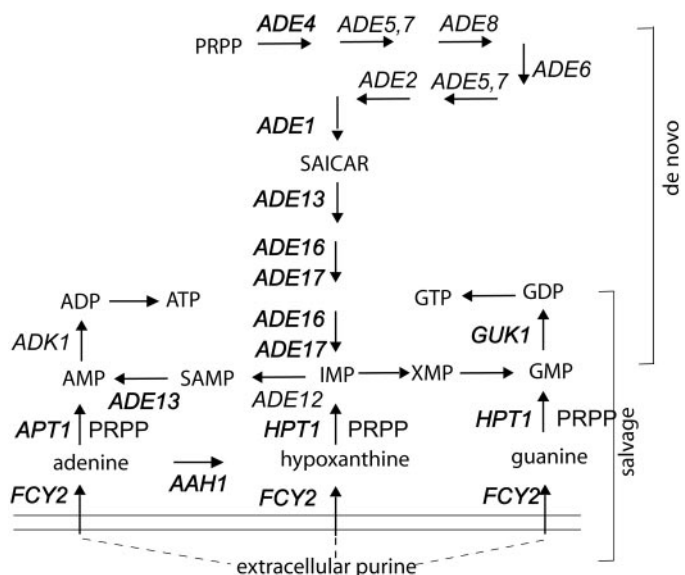 PRPP ADE4 ADE5,7 ADE8
ADE6
ADE2 ADE5,7
ADE1
SAICAR
ADE13
ADE16
ADE17
ADP ATP ADE16 GTP GDP
ADK1 ADE17 GUK1
AMP SAMP IMP XMP GMP
ADE13 ADE12
APT1 PRPP HPT1 PRPP HPT1 PRPP
adenine hypoxanthine guanine
AAH1
FCY2 FCY2 FCY2
extracellular purine
de novo
salvage